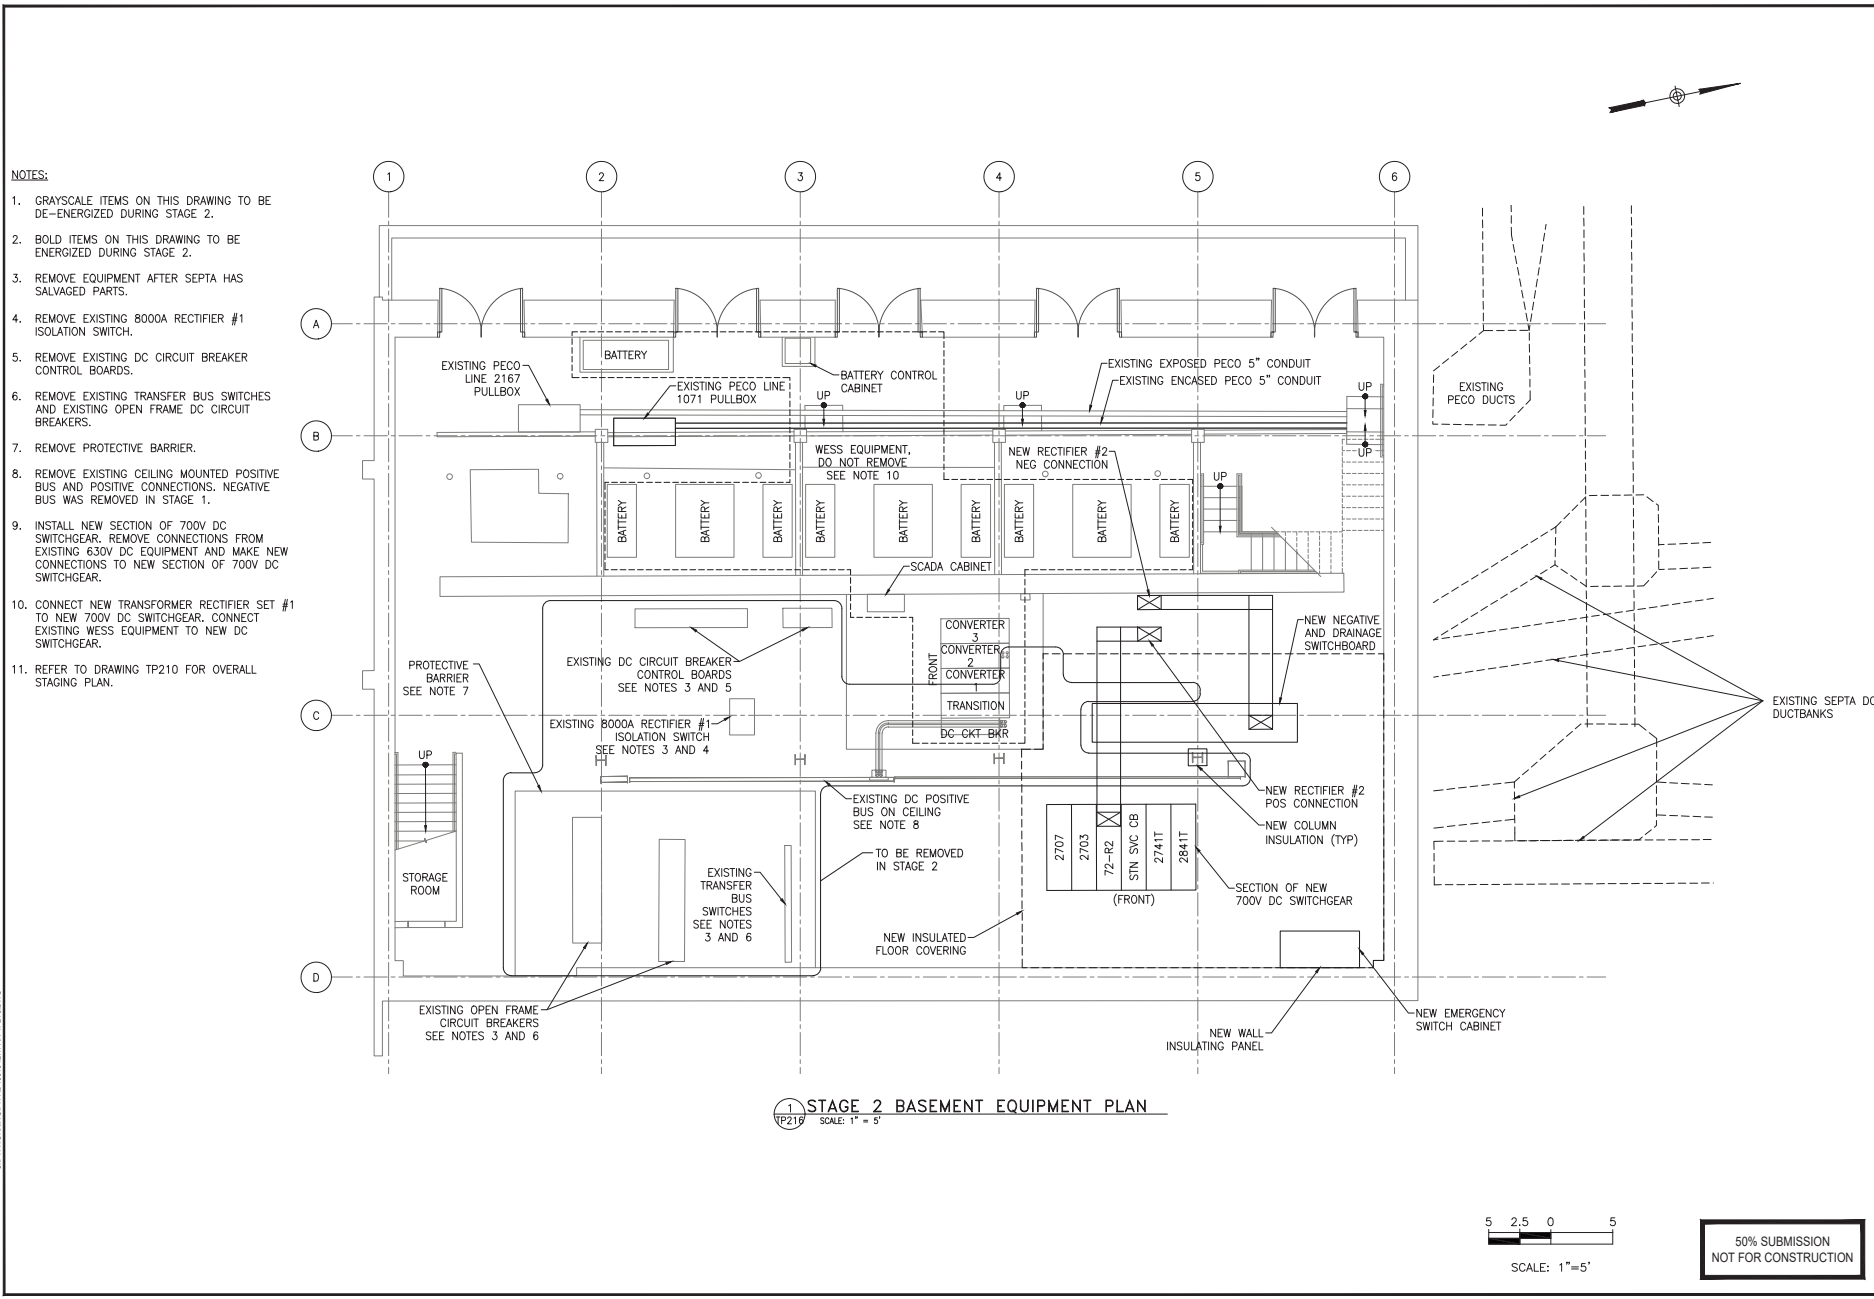 NOTES:
1. GRAYSCALE ITEMS ON THIS DRAWING TO BE
DE-ENERGIZED DURING STAGE 2.
2. BOLD ITEMS ON THIS DRAWING TO BE
ENERGIZED DURING STAGE 2.
3. REMOVE EQUIPMENT AFTER SEPTA HAS
SALVAGED PARTS.
4. REMOVE EXISTING 8000A RECTIFIER #1
ISOLATION SWITCH.
5. REMOVE EXISTING DC CIRCUIT BREAKER
CONTROL BOARDS.
6. REMOVE EXISTING TRANSFER BUS SWITCHES
AND EXISTING OPEN FRAME DC CIRCUIT
BREAKERS.
7. REMOVE PROTECTIVE BARRIER.
8. REMOVE EXISTING CEILING MOUNTED POSITIVE
BUS AND POSITIVE CONNECTIONS. NEGATIVE
BUS WAS REMOVED IN STAGE 1.
9. INSTALL NEW SECTION OF 700V DC
SWITCHGEAR. REMOVE CONNECTIONS FROM
EXISTING 630V DC EQUIPMENT AND MAKE NEW
CONNECTIONS TO NEW SECTION OF 700V DC
SWITCHGEAR.
10. CONNECT NEW TRANSFORMER RECTIFIER SET #1
TO NEW 700V DC SWITCHGEAR. CONNECT
EXISTING WESS EQUIPMENT TO NEW DC
SWITCHGEAR.
11. REFER TO DRAWING TP210 FOR OVERALL
STAGING PLAN.
1
2
3
4
5
6
A
B
C
D
BATTERY
EXISTING PECO
LINE 2167
PULLBOX
EXISTING PECO LINE
1071 PULLBOX
BATTERY CONTROL
CABINET
UP
UP
EXISTING EXPOSED PECO 5" CONDUIT
EXISTING ENCASED PECO 5" CONDUIT
UP
UP
EXISTING
PECO DUCTS
WESS EQUIPMENT,
DO NOT REMOVE
SEE NOTE 10
NEW RECTIFIER #2
NEG CONNECTION
UP
BATTERY
BATTERY
BATTERY
BATTERY
BATTERY
BATTERY
BATTERY
BATTERY
BATTERY
SCADA CABINET
CONVERTER
3
CONVERTER
2
CONVERTER
1
TRANSITION
DC CKT BKR
FRONT
NEW NEGATIVE
AND DRAINAGE
SWITCHBOARD
PROTECTIVE
BARRIER
SEE NOTE 7
EXISTING DC CIRCUIT BREAKER
CONTROL BOARDS
SEE NOTES 3 AND 5
EXISTING 8000A RECTIFIER #1
ISOLATION SWITCH
SEE NOTES 3 AND 4
EXISTING SEPTA DC
DUCTBANKS
UP
EXISTING DC POSITIVE
BUS ON CEILING
SEE NOTE 8
NEW RECTIFIER #2
POS CONNECTION
NEW COLUMN
INSULATION (TYP)
TO BE REMOVED
IN STAGE 2
2707
2703
72-R2
STN SVC CB
2741T
2841T
(FRONT)
STORAGE
ROOM
EXISTING
TRANSFER
BUS
SWITCHES
SEE NOTES
3 AND 6
SECTION OF NEW
700V DC SWITCHGEAR
NEW INSULATED
FLOOR COVERING
EXISTING OPEN FRAME
CIRCUIT BREAKERS
SEE NOTES 3 AND 6
NEW WALL
INSULATING PANEL
NEW EMERGENCY
SWITCH CABINET
1
TP216
STAGE 2 BASEMENT EQUIPMENT PLAN
SCALE: 1" = 5'
5 2.5 0 5
SCALE: 1"=5'
50% SUBMISSION
NOT FOR CONSTRUCTION